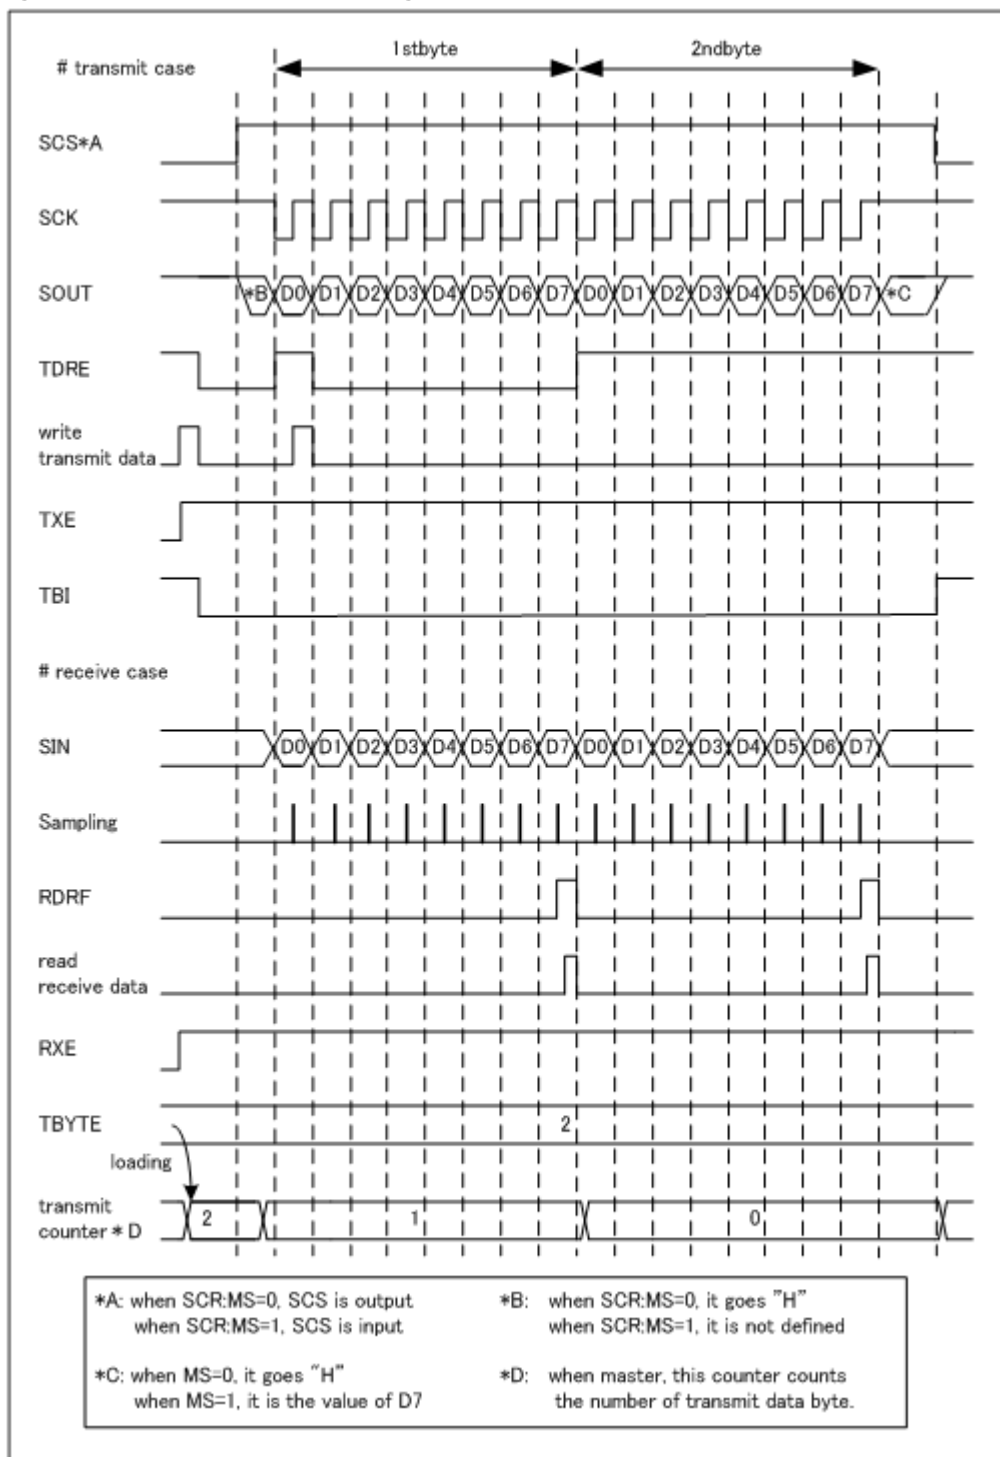 1stbyte 2ndbyte
# transmit case
SCS*A
SCK
SOUT *B D0 D1 D2 D3 D4 D5 D6 D7 D0 D1 D2 D3 D4 D5 D6 D7 *C
TDRE
write
transmit data
TXE
TBI
# receive case
SIN D0 D1 D2 D3 D4 D5 D6 D7 D0 D1 D2 D3 D4 D5 D6 D7
Sampling
RDRF
read
receive data
RXE
TBYTE 2
loading
transmit
counter * D 2 1 0
*A: when SCR:MS=0, SCS is output
when SCR:MS=1, SCS is input
*B: when SCR:MS=0, it goes "H"
when SCR:MS=1, it is not defined
*C: when MS=0, it goes "H"
when MS=1, it is the value of D7
*D: when master, this counter counts
the number of transmit data byte.